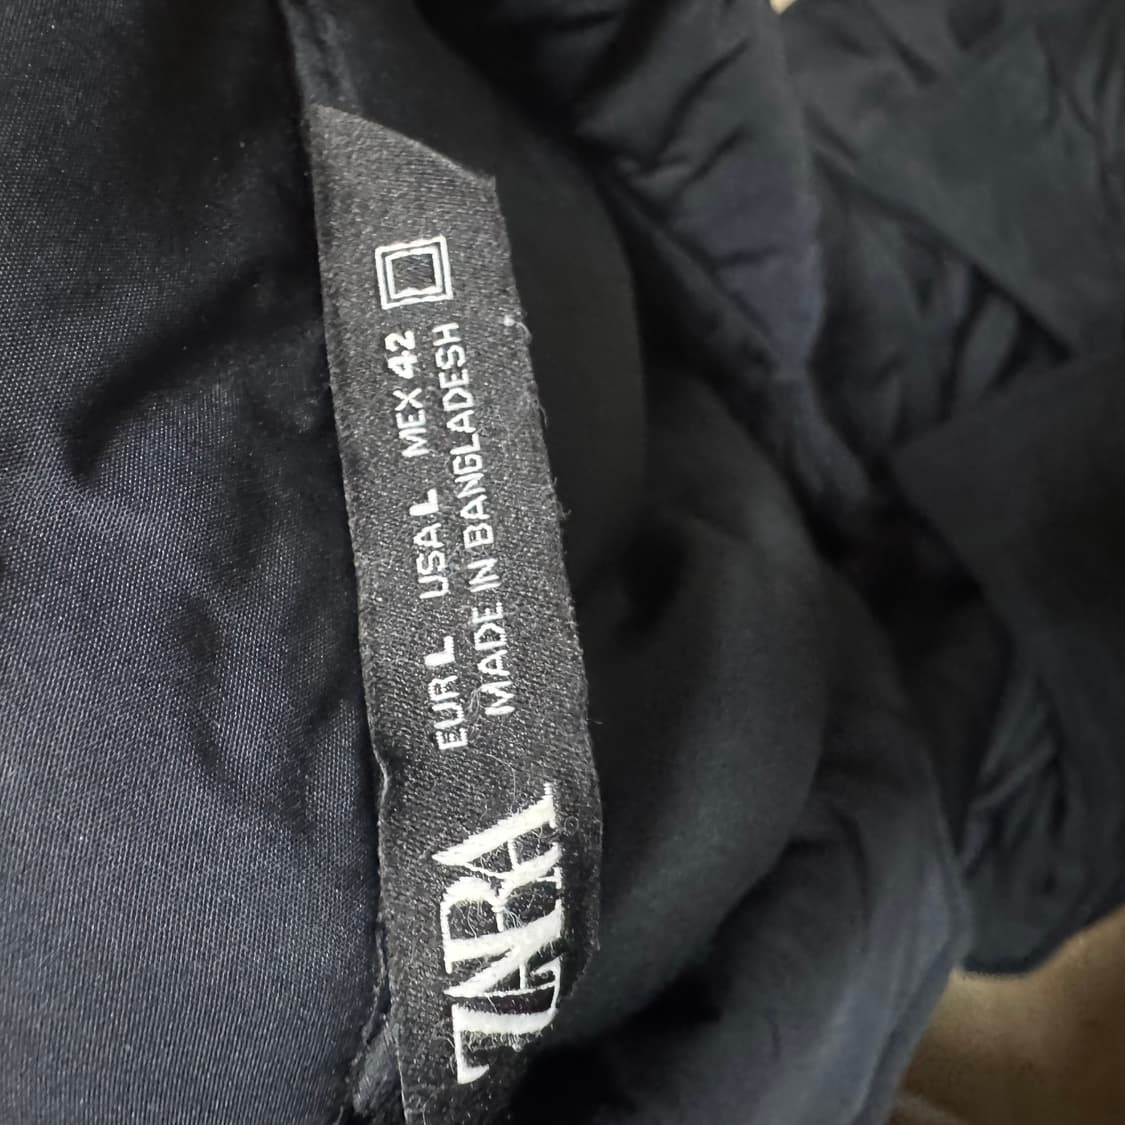 ZARA
EUR L USA L MEX 42
MADE IN BANGLADESH